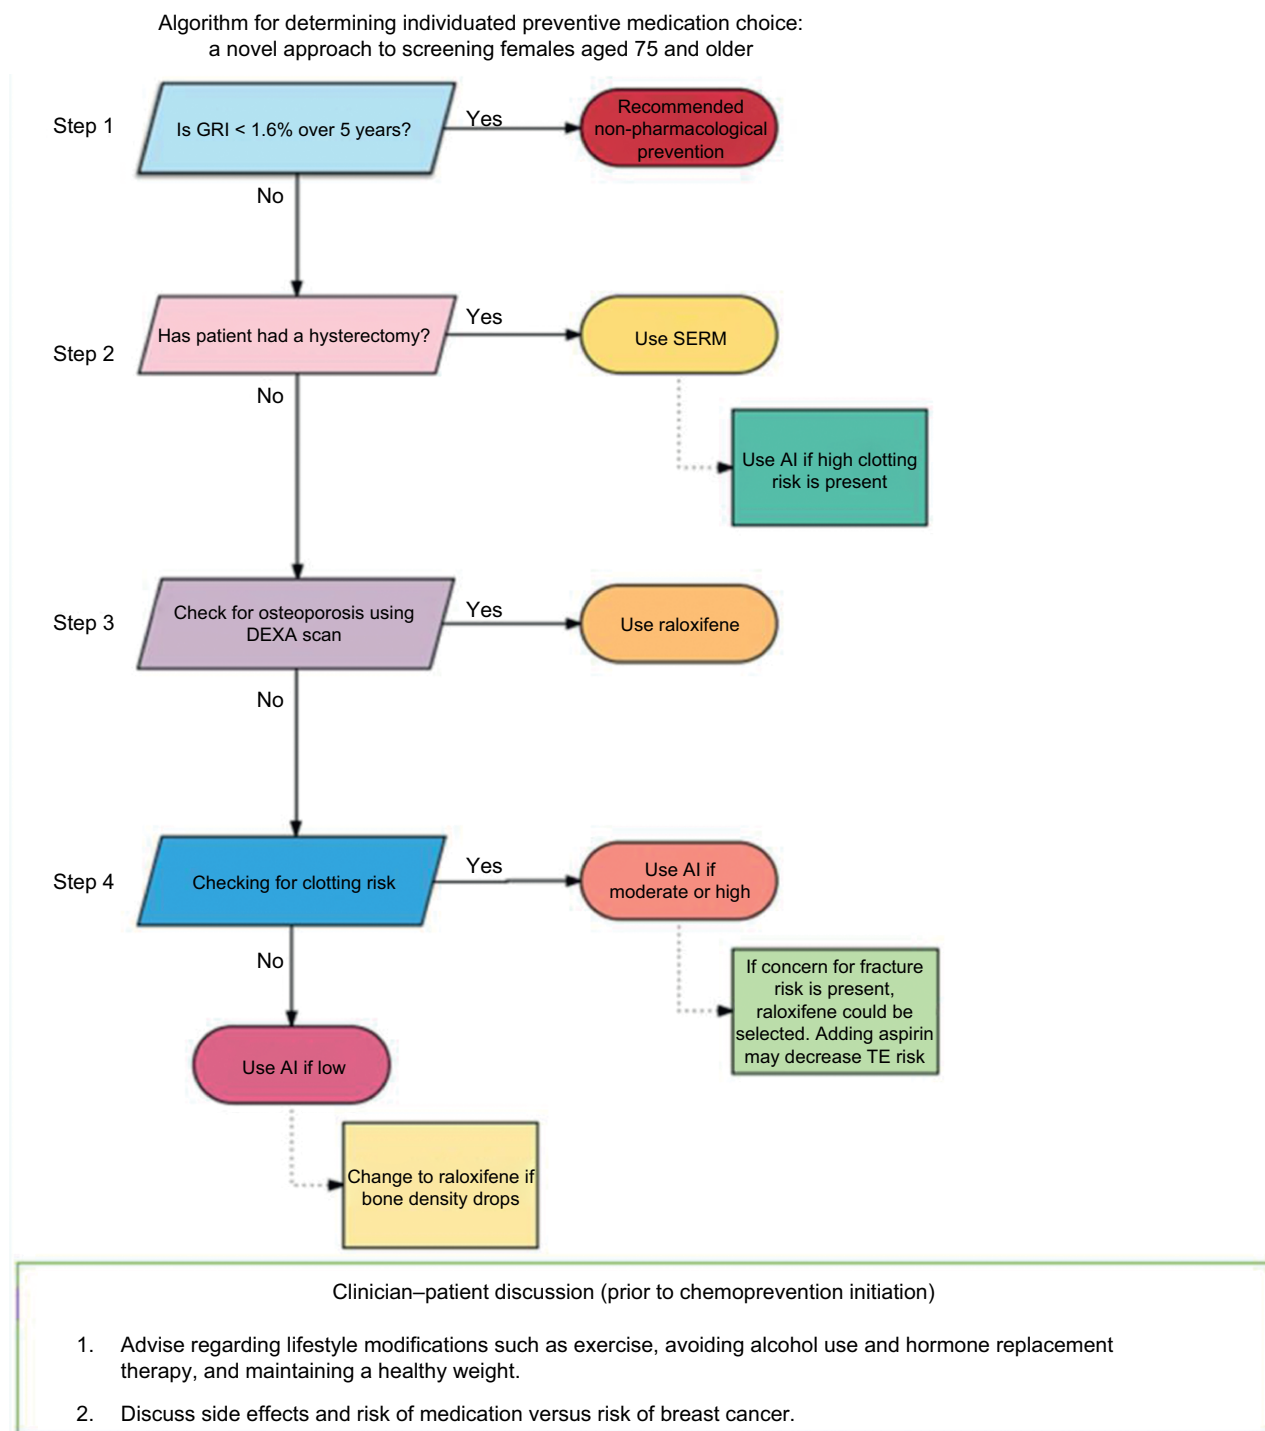 Algorithm for determining individuated preventive medication choice:
a novel approach to screening females aged 75 and older
Step 1
Is GRI < 1.6% over 5 years?
Yes
Recommended
non-pharmacological
prevention
No
Step 2
Has patient had a hysterectomy?
Yes
Use SERM
No
Use AI if high clotting
risk is present
Step 3
Check for osteoporosis using
DEXA scan
Yes
Use raloxifene
No
Step 4
Checking for clotting risk
Yes
Use AI if
moderate or high
No
If concern for fracture
risk is present,
raloxifene could be
selected. Adding aspirin
may decrease TE risk
Use AI if low
Change to raloxifene if
bone density drops
Clinician–patient discussion (prior to chemoprevention initiation)
1. Advise regarding lifestyle modifications such as exercise, avoiding alcohol use and hormone replacement
therapy, and maintaining a healthy weight.
2. Discuss side effects and risk of medication versus risk of breast cancer.